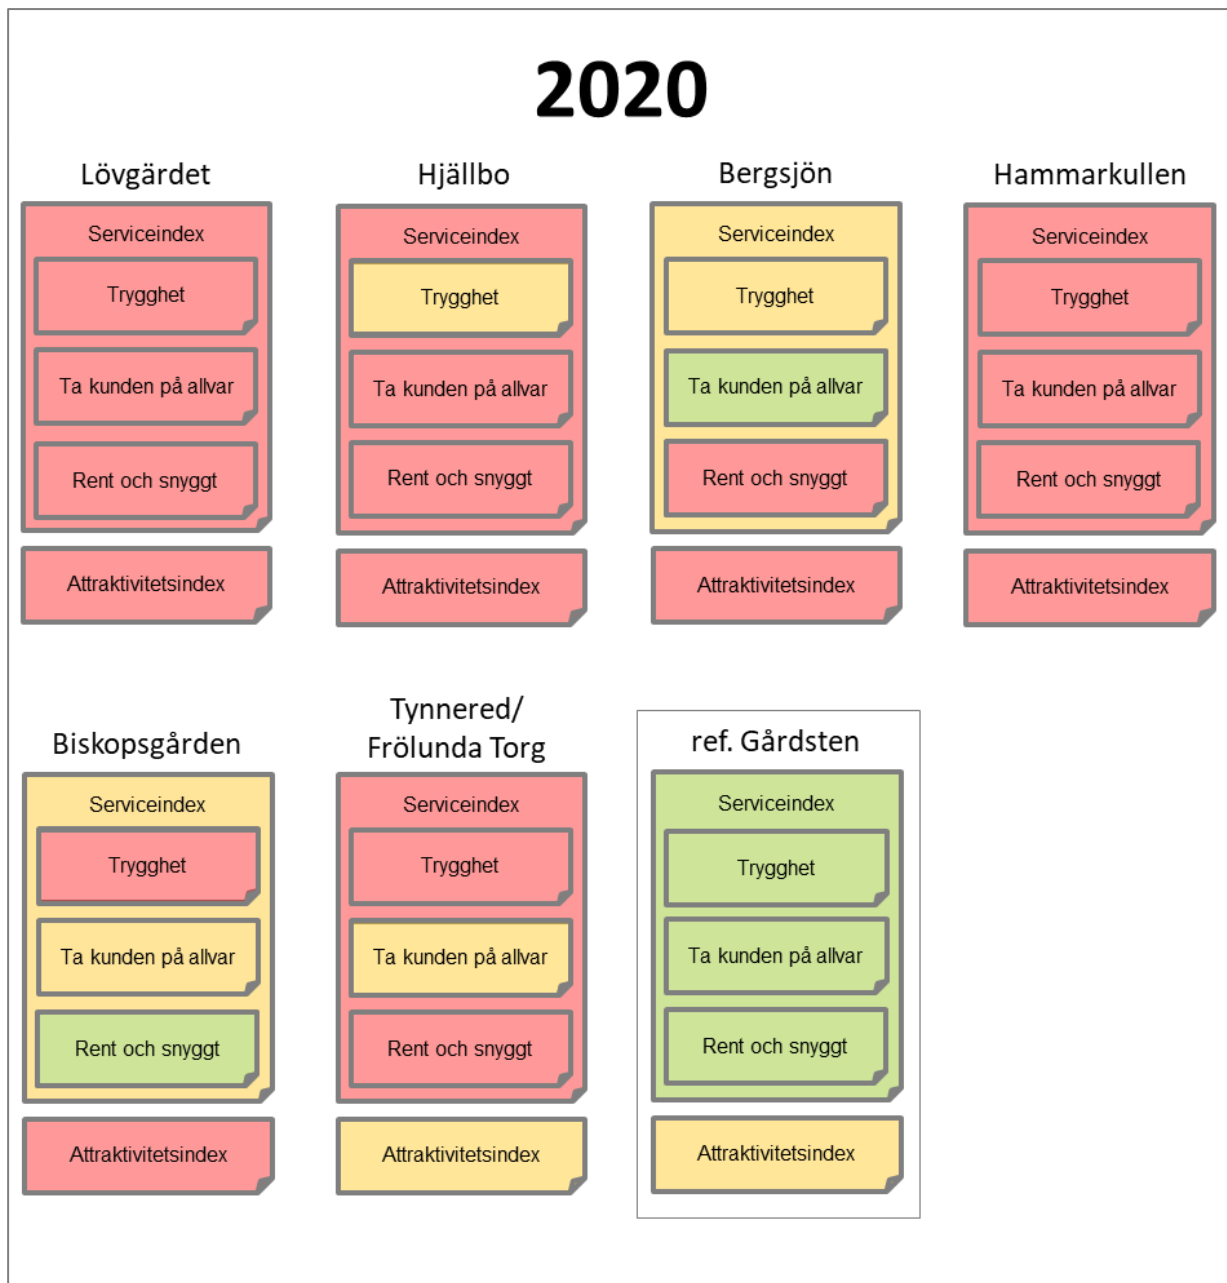 2020
Lövgärdet
Serviceindex
Trygghet
Ta kunden på allvar
Rent och snyggt
Attraktivitetsindex
Hjällbo
Serviceindex
Trygghet
Ta kunden på allvar
Rent och snyggt
Attraktivitetsindex
Bergsjön
Serviceindex
Trygghet
Ta kunden på allvar
Rent och snyggt
Attraktivitetsindex
Hammarkullen
Serviceindex
Trygghet
Ta kunden på allvar
Rent och snyggt
Attraktivitetsindex
Biskopsgården
Serviceindex
Trygghet
Ta kunden på allvar
Rent och snyggt
Attraktivitetsindex
Tynnered/
Frölunda Torg
Serviceindex
Trygghet
Ta kunden på allvar
Rent och snyggt
Attraktivitetsindex
ref. Gårdsten
Serviceindex
Trygghet
Ta kunden på allvar
Rent och snyggt
Attraktivitetsindex